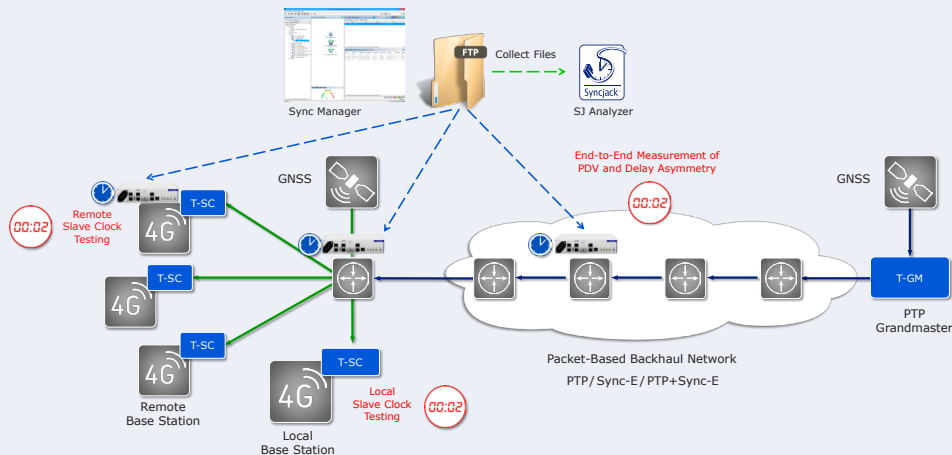 FTP
Collect Files
Syncjack
Sync Manager
SJ Analyzer
End-to-End Measurement of
PDV and Delay Asymmetry
00:02
GNSS
GNSS
T-SC
Remote
Slave Clock
Testing
00:02
4G
T-SC
4G
T-GM
PTP
Grandmaster
T-SC
4G
Remote
Base Station
T-SC
4G
Local
Slave Clock
Testing
00:02
Local
Base Station
Packet-Based Backhaul Network
PTP/Sync-E/PTP+Sync-E